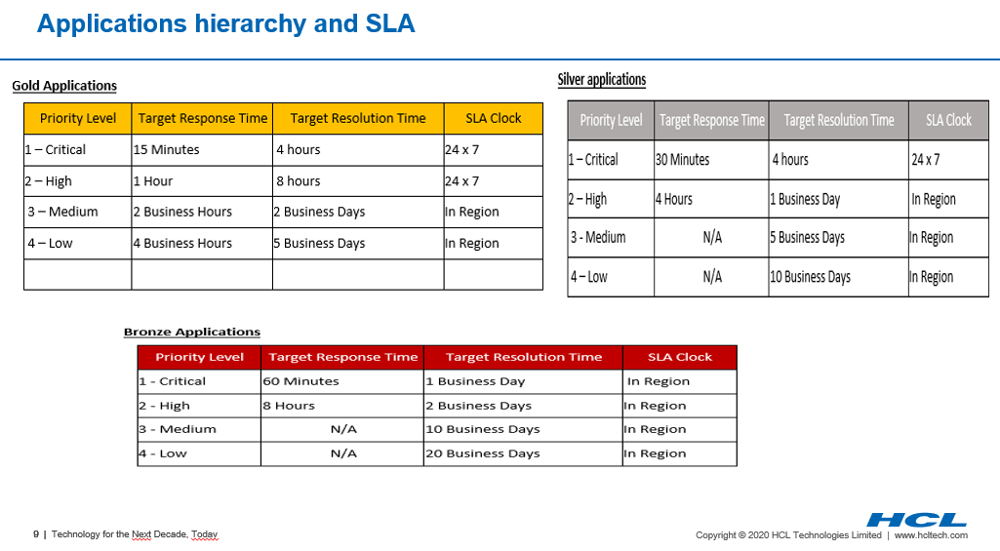 Applications hierarchy and SLA
Gold Applications
Priority Level Target Response Time Target Resolution Time SLA Clock
1 – Critical 15 Minutes 4 hours 24 x 7
2 – High 1 Hour 8 hours 24 x 7
3 – Medium 2 Business Hours 2 Business Days In Region
4 – Low 4 Business Hours 5 Business Days In Region
Silver applications
Priority Level Target Response Time Target Resolution Time SLA Clock
1 – Critical 30 Minutes 4 hours 24 x 7
2 – High 4 Hours 1 Business Day In Region
3 - Medium N/A 5 Business Days In Region
4 – Low N/A 10 Business Days In Region
Bronze Applications
Priority Level Target Response Time Target Resolution Time SLA Clock
1 - Critical 60 Minutes 1 Business Day In Region
2 - High 8 Hours 2 Business Days In Region
3 - Medium N/A 10 Business Days In Region
4 - Low N/A 20 Business Days In Region
HCL
9 | Technology for the Next Decade, Today
Copyright © 2020 HCL Technologies Limited | www.hcltech.com